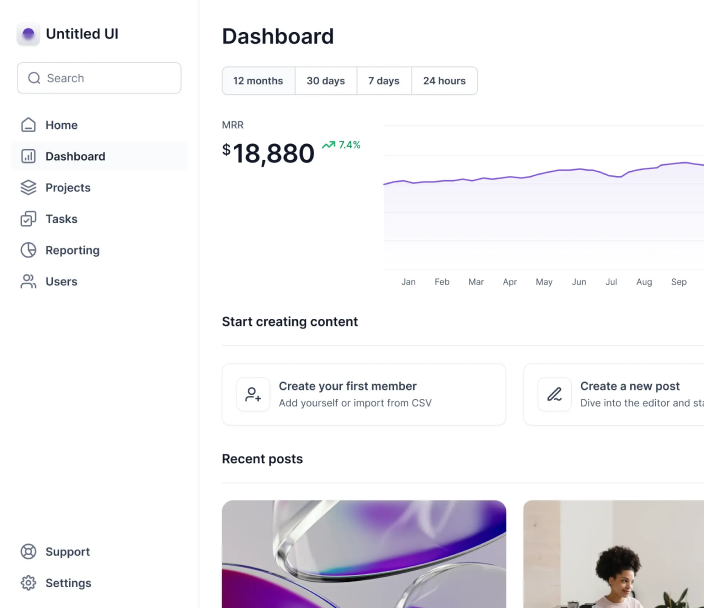 Untitled UI
Search
Home
Dashboard
Projects
Tasks
Reporting
Users
Support
Settings
Dashboard
12 months 30 days 7 days 24 hours
MRR
$18,880 7.4%
Jan Feb Mar Apr May Jun Jul Aug Sep
Start creating content
Create your first member
Add yourself or import from CSV
Create a new post
Dive into the editor and sta
Recent posts